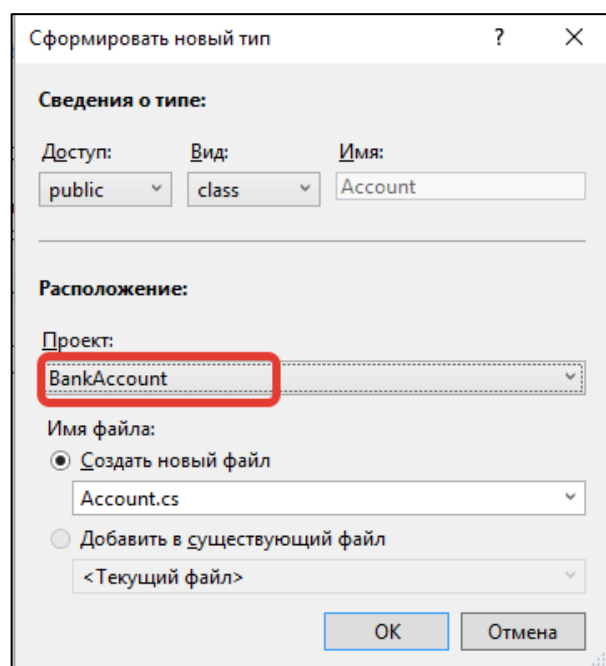 Сформировать новый тип ? ×
Сведения о типе:
Доступ: Вид: Имя:
public class Account
Расположение:
Проект:
BankAccount
Имя файла:
Создать новый файл
Account.cs
Добавить в существующий файл
<Текущий файл>
ОК Отмена